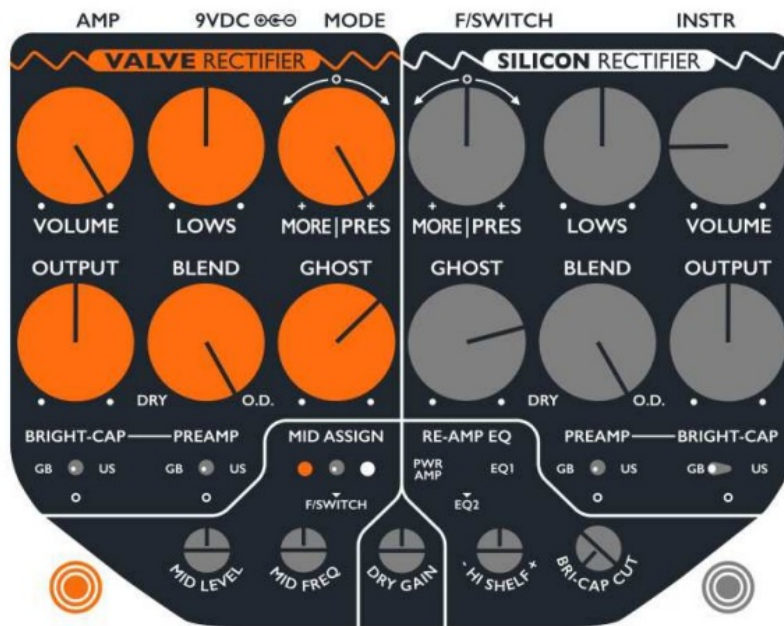 AMP 9VDC MODE F/SWITCH INSTR
VALVE RECTIFIER SILICON RECTIFIER
VOLUME LOWS MORE|PRES MORE|PRES LOWS VOLUME
OUTPUT BLEND GHOST GHOST BLEND OUTPUT
DRY O.D. DRY O.D.
BRIGHT-CAP PREAMP MID ASSIGN RE-AMP EQ PREAMP BRIGHT-CAP
GB US GB US PWR AMP EQ1 GB US GB US
F/SWITCH EQ2
MID LEVEL MID FREQ DRY GAIN - HI SHELF + BRI-CAP CUT